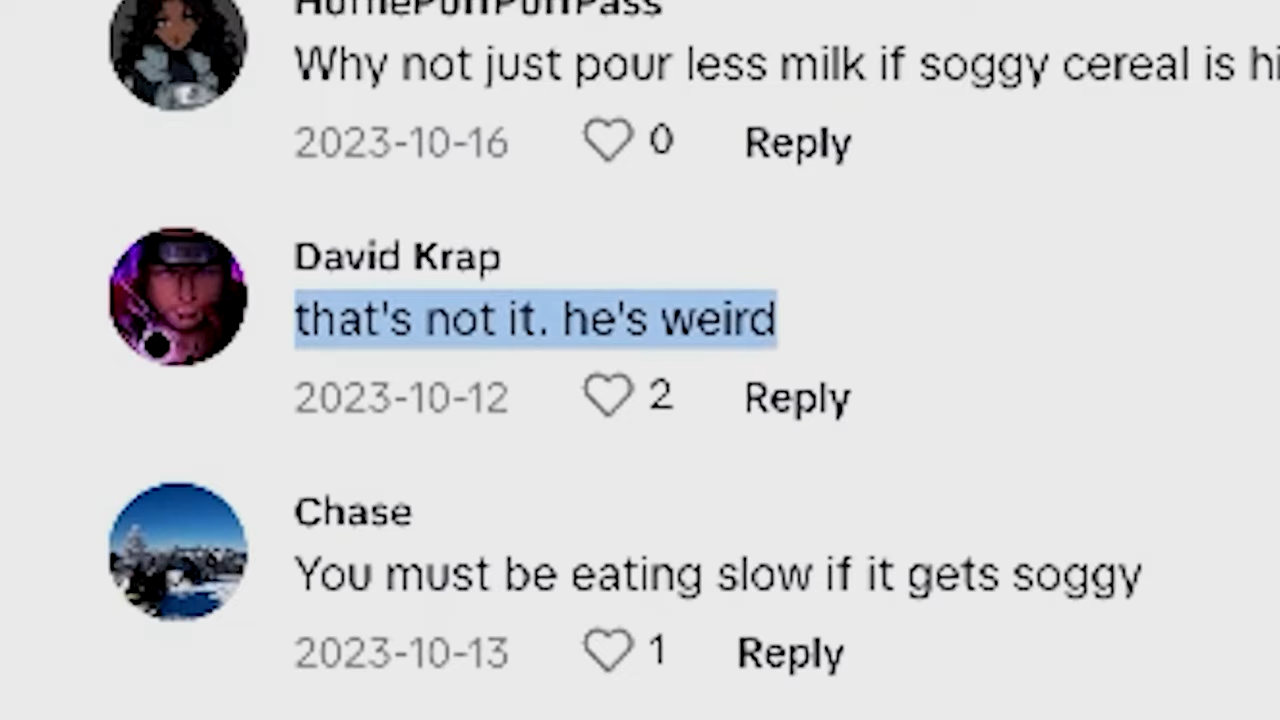 Why not just pour less milk if soggy cereal is
2023-10-16 0 Reply
David Krap
that's not it. he's weird
2023-10-12 2 Reply
Chase
You must be eating slow if it gets soggy
2023-10-13 1 Reply